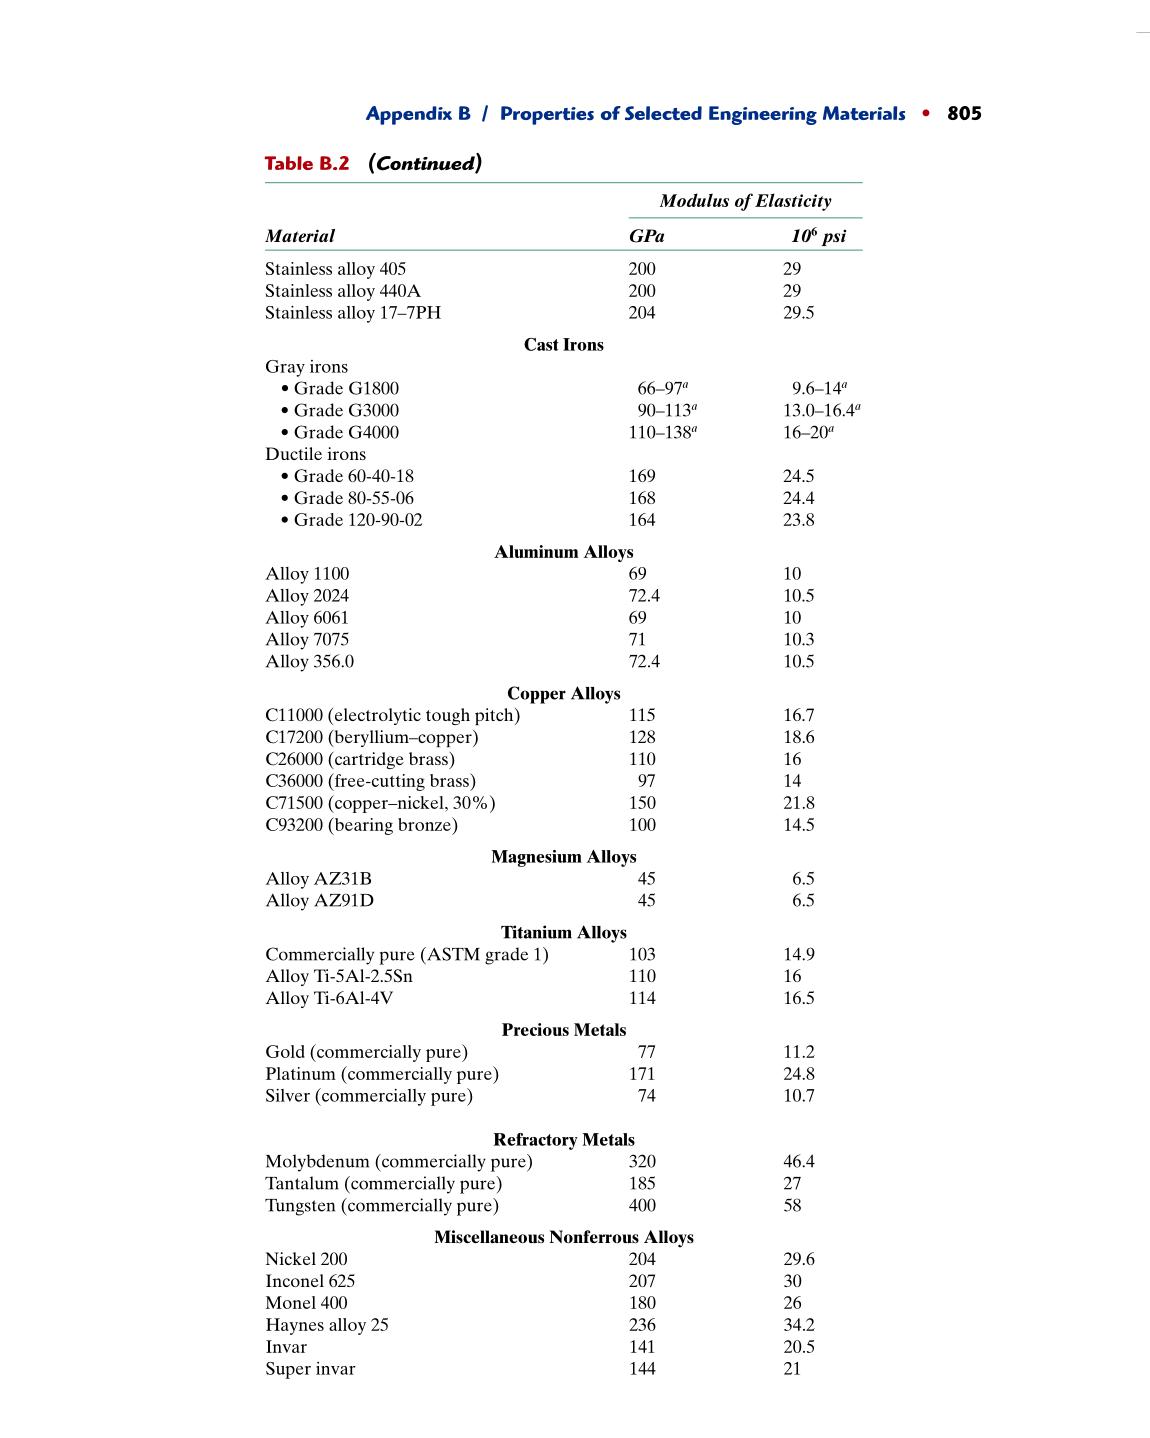 Appendix B / Properties of Selected Engineering Materials • 805
Table B.2 (Continued)
Modulus of Elasticity
Material GPa 10⁶ psi
Stainless alloy 405 200 29
Stainless alloy 440A 200 29
Stainless alloy 17–7PH 204 29.5
Cast Irons
Gray irons
• Grade G1800 66–97ᵃ 9.6–14ᵃ
• Grade G3000 90–113ᵃ 13.0–16.4ᵃ
• Grade G4000 110–138ᵃ 16–20ᵃ
Ductile irons
• Grade 60-40-18 169 24.5
• Grade 80-55-06 168 24.4
• Grade 120-90-02 164 23.8
Aluminum Alloys
Alloy 1100 69 10
Alloy 2024 72.4 10.5
Alloy 6061 69 10
Alloy 7075 71 10.3
Alloy 356.0 72.4 10.5
Copper Alloys
C11000 (electrolytic tough pitch) 115 16.7
C17200 (beryllium–copper) 128 18.6
C26000 (cartridge brass) 110 16
C36000 (free-cutting brass) 97 14
C71500 (copper–nickel, 30%) 150 21.8
C93200 (bearing bronze) 100 14.5
Magnesium Alloys
Alloy AZ31B 45 6.5
Alloy AZ91D 45 6.5
Titanium Alloys
Commercially pure (ASTM grade 1) 103 14.9
Alloy Ti-5Al-2.5Sn 110 16
Alloy Ti-6Al-4V 114 16.5
Precious Metals
Gold (commercially pure) 77 11.2
Platinum (commercially pure) 171 24.8
Silver (commercially pure) 74 10.7
Refractory Metals
Molybdenum (commercially pure) 320 46.4
Tantalum (commercially pure) 185 27
Tungsten (commercially pure) 400 58
Miscellaneous Nonferrous Alloys
Nickel 200 204 29.6
Inconel 625 207 30
Monel 400 180 26
Haynes alloy 25 236 34.2
Invar 141 20.5
Super invar 144 21